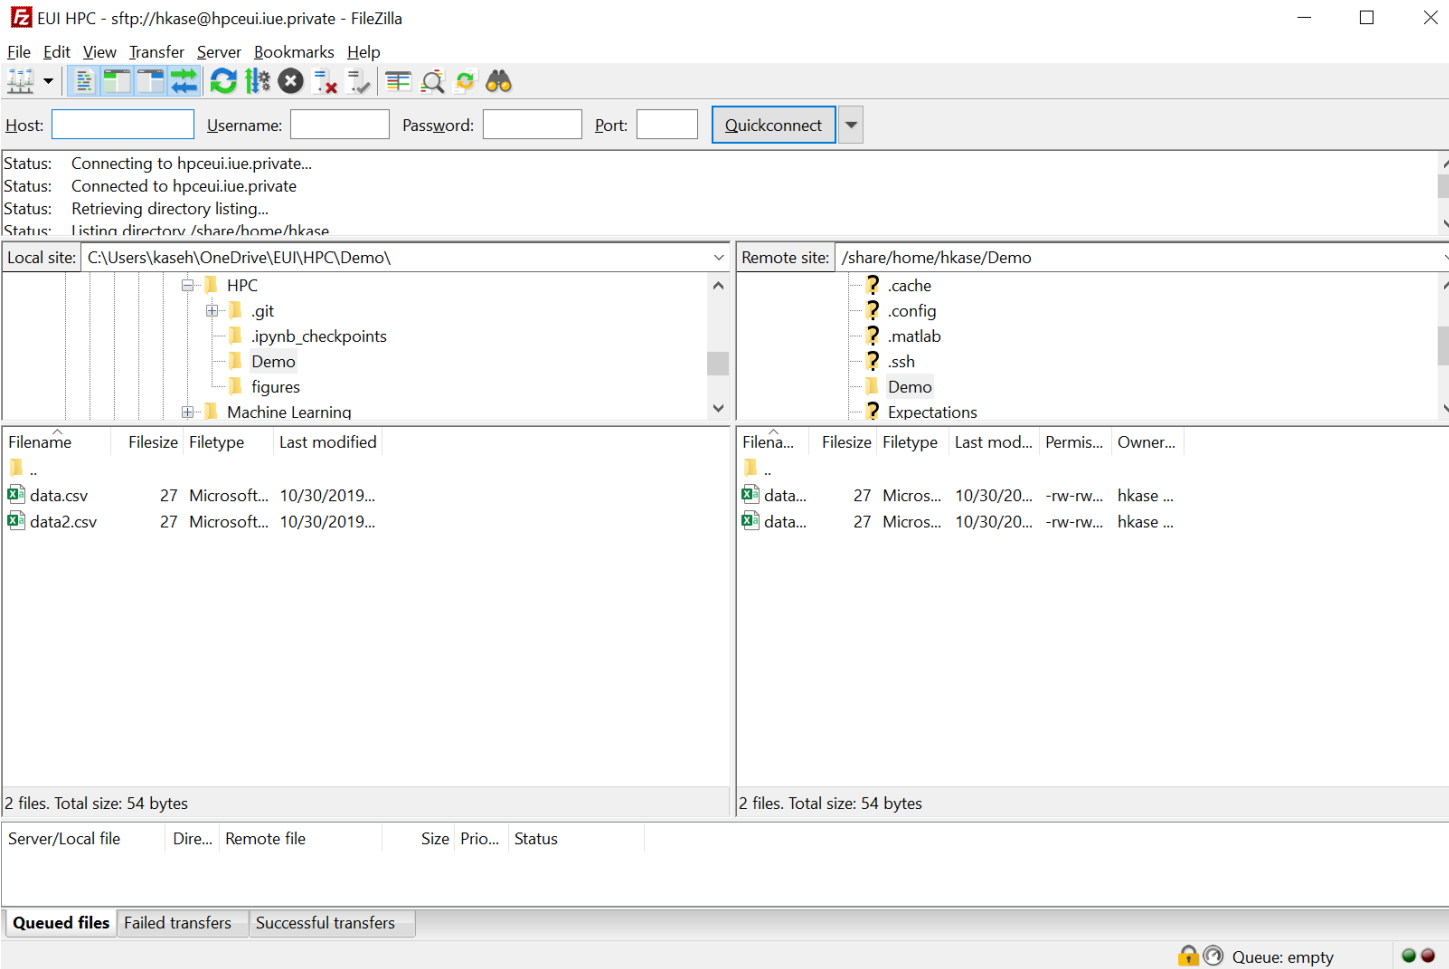 EUI HPC - sftp://hkase@hpceui.iue.private - FileZilla
File Edit View Transfer Server Bookmarks Help
Host: Username: Password: Port: Quickconnect
Status: Connecting to hpceui.iue.private...
Status: Connected to hpceui.iue.private
Status: Retrieving directory listing...
Status: Listing directory /share/home/hkase
Local site: C:\Users\kaseh\OneDrive\EUI\HPC\Demo\
HPC
.git
.ipynb_checkpoints
Demo
figures
Machine Learning
Remote site: /share/home/hkase/Demo
.cache
.config
.matlab
.ssh
Demo
Expectations
Filename Filesize Filetype Last modified
..
data.csv 27 Microsoft... 10/30/2019...
data2.csv 27 Microsoft... 10/30/2019...
2 files. Total size: 54 bytes
Filena... Filesize Filetype Last mod... Permis... Owner...
..
data... 27 Micros... 10/30/20... -rw-rw... hkase ...
data... 27 Micros... 10/30/20... -rw-rw... hkase ...
2 files. Total size: 54 bytes
Server/Local file Dire... Remote file Size Prio... Status
Queued files Failed transfers Successful transfers
Queue: empty